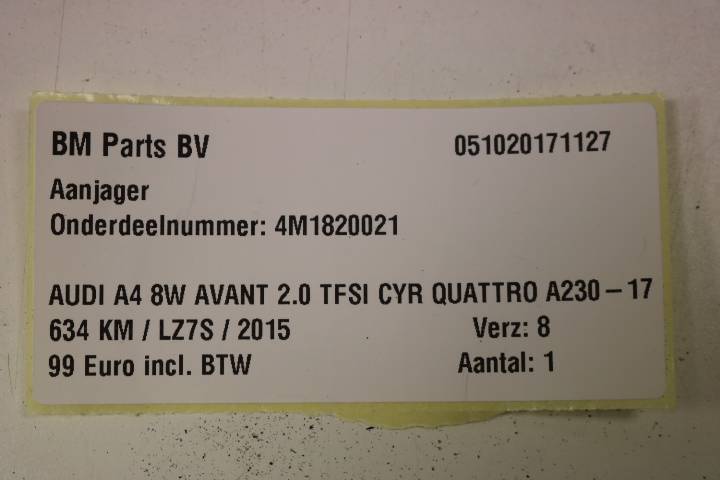 BM Parts BV 051020171127
Aanjager
Onderdeelnummer: 4M1820021
AUDI A4 8W AVANT 2.0 TFSI CYR QUATTRO A230-17
634 KM / LZ7S / 2015 Verz: 8
99 Euro incl. BTW Aantal: 1